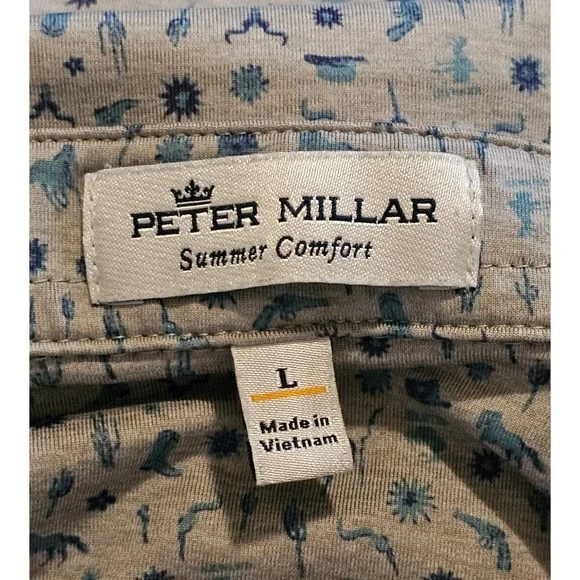 PETER MILLAR
Summer Comfort
L
Made in
Vietnam